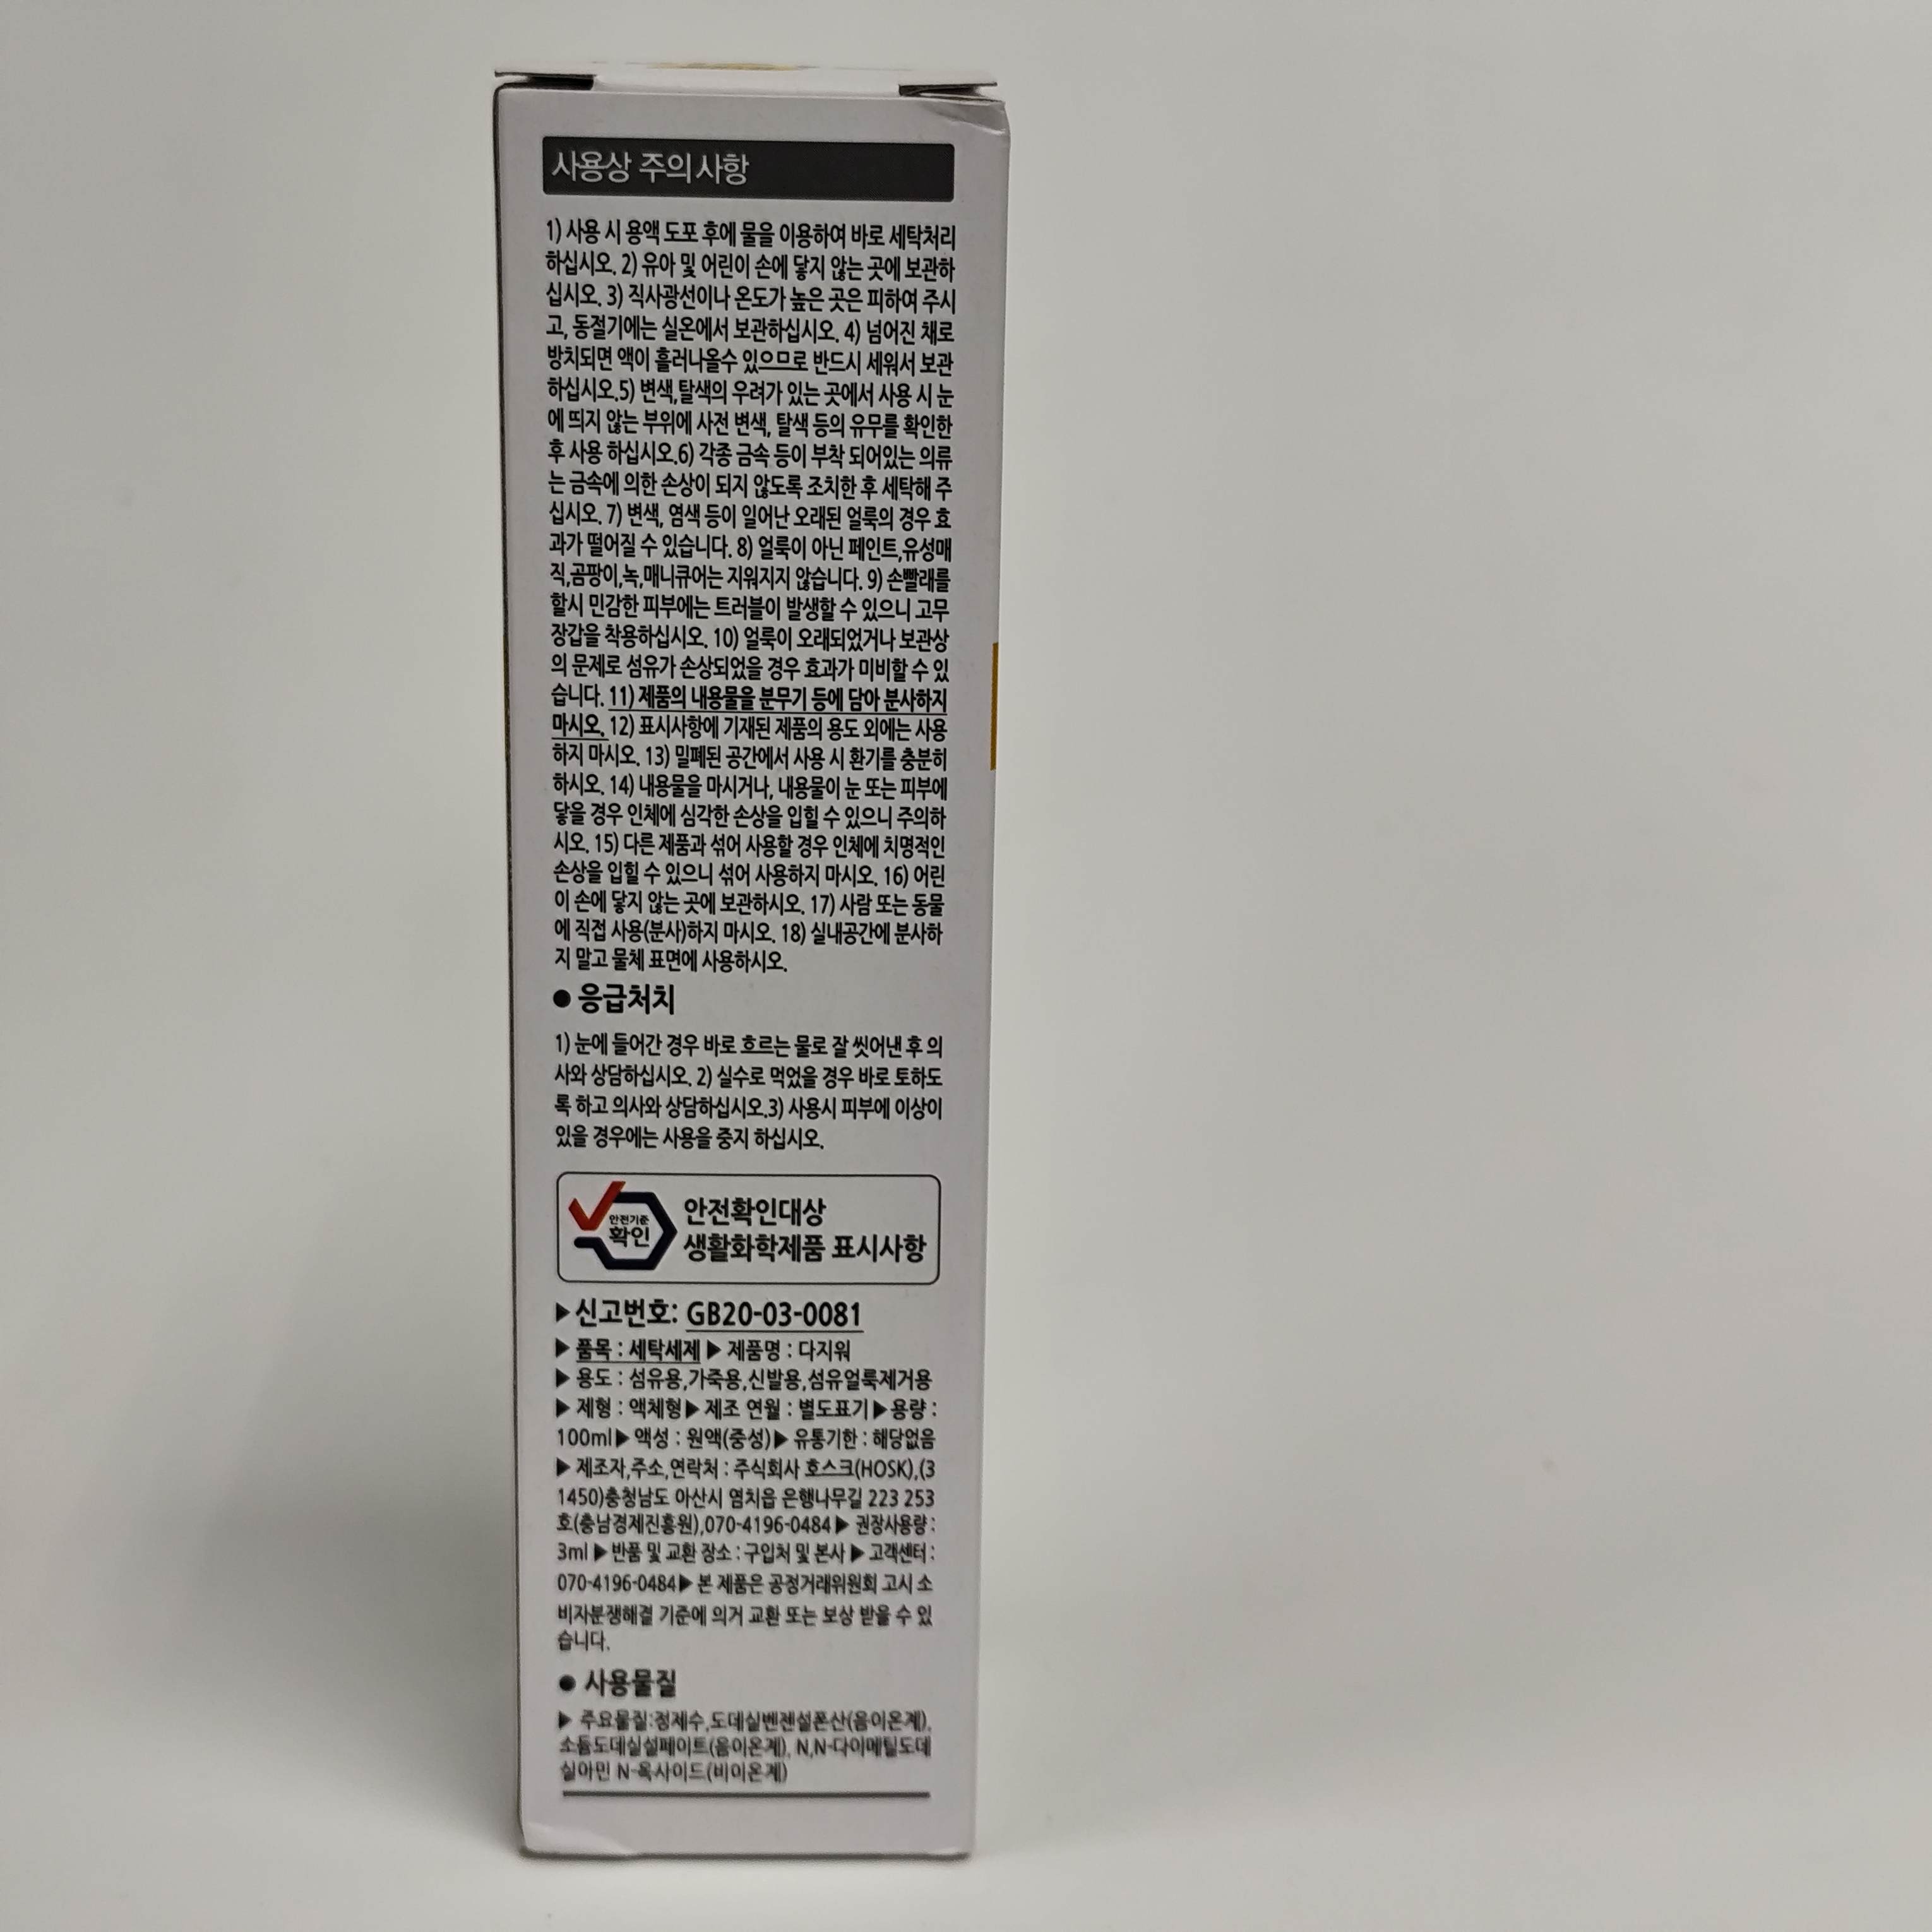 사용상 주의사항
1) 사용 시 용액 도포 후에 물을 이용하여 바로 세탁처리
하십시오. 2) 유아 및 어린이 손에 닿지 않는 곳에 보관하
십시오. 3) 직사광선이나 온도가 높은 곳은 피하여 주시
고, 동절기에는 실온에서 보관하십시오. 4) 넘어진 채로
방치되면 액이 흘러나올수 있으므로 반드시 세워서 보관
하십시오.5) 변색,탈색의 우려가 있는 곳에서 사용 시 눈
에 띄지 않는 부위에 사전 변색, 탈색 등의 유무를 확인한
후 사용 하십시오.6) 각종 금속 등이 부착 되어있는 의류
는 금속에 의한 손상이 되지 않도록 조치한 후 세탁해 주
십시오. 7) 변색, 염색 등이 일어난 오래된 얼룩의 경우 효
과가 떨어질 수 있습니다. 8) 얼룩이 아닌 페인트,유성매
직,곰팡이,녹,매니큐어는 지워지지 않습니다. 9) 손빨래를
할시 민감한 피부에는 트러블이 발생할 수 있으니 고무
장갑을 착용하십시오. 10) 얼룩이 오래되었거나 보관상
의 문제로 섬유가 손상되었을 경우 효과가 미비할 수 있
습니다. 11) 제품의 내용물을 분무기 등에 담아 분사하지
마시오. 12) 표시사항에 기재된 제품의 용도 외에는 사용
하지 마시오. 13) 밀폐된 공간에서 사용 시 환기를 충분히
하시오. 14) 내용물을 마시거나, 내용물이 눈 또는 피부에
닿을 경우 인체에 심각한 손상을 입힐 수 있으니 주의하
시오. 15) 다른 제품과 섞어 사용할 경우 인체에 치명적인
손상을 입힐 수 있으니 섞어 사용하지 마시오. 16) 어린
이 손에 닿지 않는 곳에 보관하시오. 17) 사람 또는 동물
에 직접 사용(분사)하지 마시오. 18) 실내공간에 분사하
지 말고 물체 표면에 사용하시오.
● 응급처치
1) 눈에 들어간 경우 바로 흐르는 물로 잘 씻어낸 후 의
사와 상담하십시오. 2) 실수로 먹었을 경우 바로 토하도
록 하고 의사와 상담하십시오.3) 사용시 피부에 이상이
있을 경우에는 사용을 중지 하십시오.
안전기준
확인
안전확인대상
생활화학제품 표시사항
▶신고번호: GB20-03-0081
▶ 품목 : 세탁세제 ▶ 제품명 : 다지워
▶ 용도 : 섬유용,가죽용,신발용,섬유얼룩제거용
▶ 제형 : 액체형▶ 제조 연월 : 별도표기▶용량 :
100ml▶ 액성 : 원액(중성)▶ 유통기한 : 해당없음
▶ 제조자,주소,연락처 : 주식회사 호스크(HOSK),(3
1450)충청남도 아산시 염치읍 은행나무길 223 253
호(충남경제진흥원),070-4196-0484▶ 권장사용량 :
3ml ▶ 반품 및 교환 장소 : 구입처 및 본사 ▶ 고객센터 :
070-4196-0484▶ 본 제품은 공정거래위원회 고시 소
비자분쟁해결 기준에 의거 교환 또는 보상 받을 수 있
습니다.
● 사용물질
▶ 주요물질:정제수,도데실벤젠설폰산(음이온계),
소듐도데실설페이트(음이온계), N,N-다이메틸도데
실아민 N-옥사이드(비이온계)